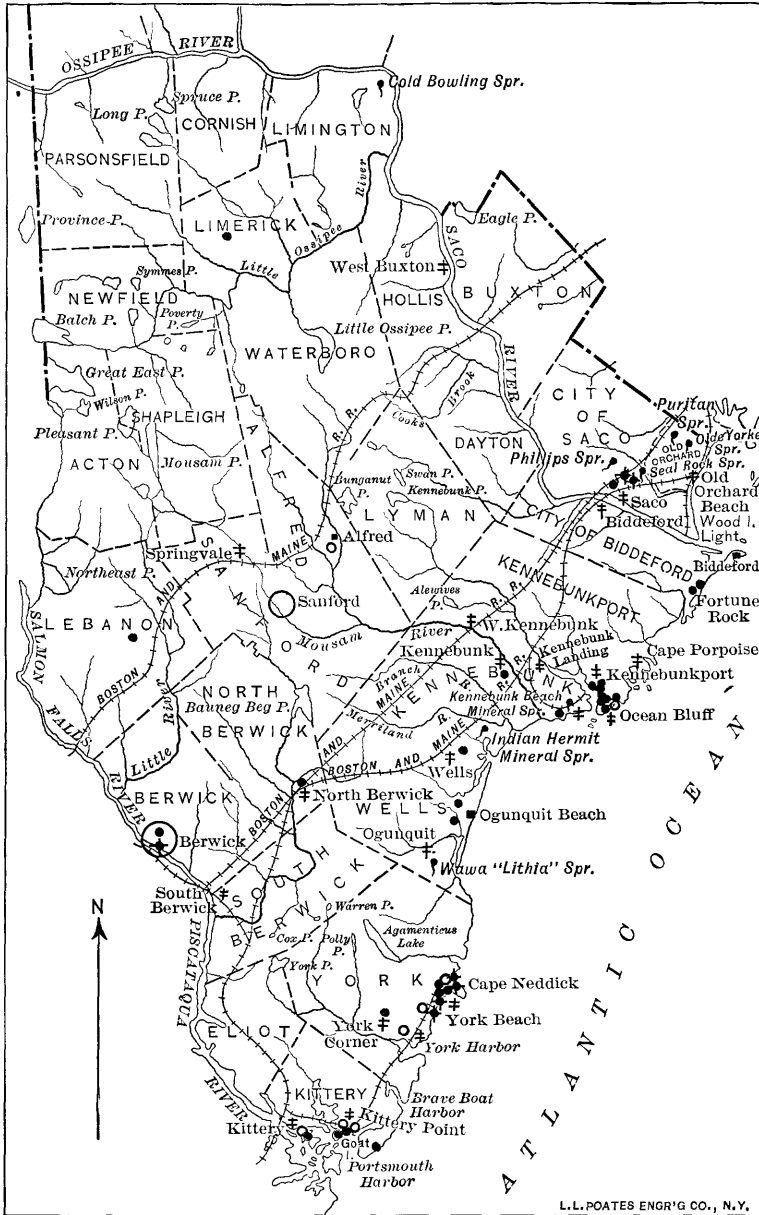 OSSIPEE RIVER
Cold Bowling Spr.
Spruce P.
Long P.
CORNISH
LIMINGTON
PARSONSFIELD
River
Province P.
LIMERICK
Ossipee
Little
Eagle P.
SACO
RIVER
West Buxton
HOLLIS
BUXTON
Symmes P.
NEWFIELD
Balch P.
Poverty
P.
Little Ossipee P.
WATERBORO
Great East P.
Wilson P.
SHAPLEIGH
Pleasant P.
ACTON
Mousam P.
ALFRED
R. R.
Cooks
Brook
DAYTON
CITY
OF
SACO
Puritan
Spr.
Olde Yorke
Spr.
OLD
ORCHARD
Phillips Spr.
Seal Rock Spr.
Old
Orchard
Beach
Saco
Biddeford
Wood I.
Light
Bunganut
P.
Swan P.
Kennebunk P.
LYMAN
CITY OF BIDDEFORD
Biddeford
Springvale
MAINE
Alfred
KENNEBUNKPORT
Fortune
Rock
Northeast P.
AND
SANFORD
Sanford
Alewives
P.
R. R.
SALMON
FALLS
RIVER
LEBANON
BOSTON
Mousam
River
W. Kennebunk
Kennebunk
Kennebunk
Landing
Cape Porpoise
Kennebunkport
Ocean Bluff
River
Little
NORTH
BERWICK
Bauneg Beg P.
Branch
MAINE
KENNEBUNK
R. R.
Kennebunk Beach
Mineral Spr.
Merriland
R.
Indian Hermit
Mineral Spr.
AND
BOSTON AND MAINE
Wells
BERWICK
BOSTON
North Berwick
WELLS
Ogunquit Beach
Berwick
Ogunquit
Wawa "Lithia" Spr.
South
Berwick
SOUTH
BERWICK
Warren P.
N
PISCATAQUA
RIVER
Cox P.
Polly
P.
Agamenticus
Lake
York P.
YORK
Cape Neddick
York
Corner
York Beach
York Harbor
ELIOT
KITTERY
Brave Boat
Harbor
Kittery
Kittery Point
Goat
I.
Portsmouth
Harbor
ATLANTIC OCEAN
L.L.POATES ENGR'G CO., N.Y.